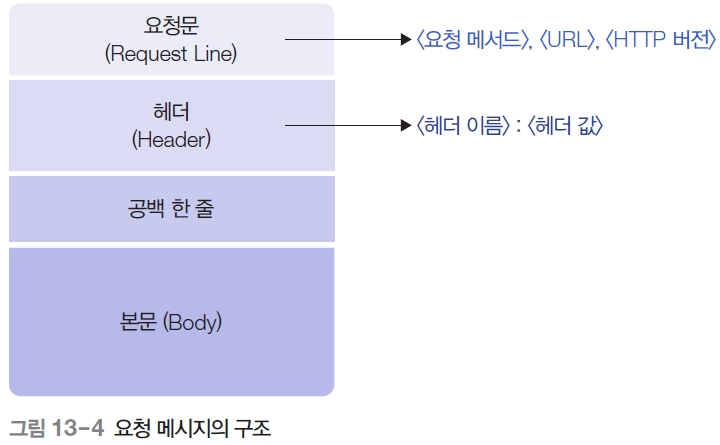 요청문
(Request Line)
〈요청 메서드〉, 〈URL〉, 〈HTTP 버전〉
헤더
(Header)
〈헤더 이름〉 : 〈헤더 값〉
공백 한 줄
본문 (Body)
그림 13-4 요청 메시지의 구조